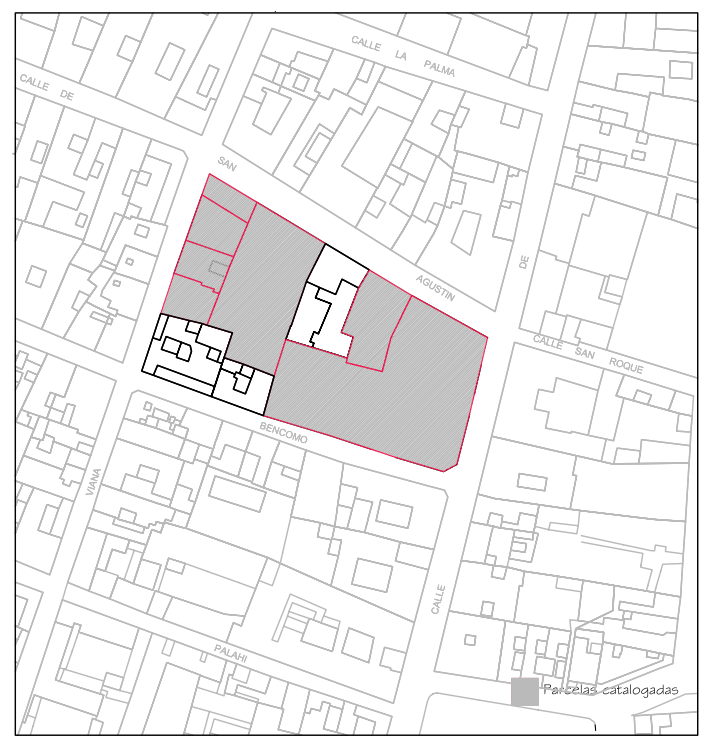 CALLE LA PALMA
CALLE DE
SAN
AGUSTIN
DE
CALLE SAN ROQUE
BENCOMO
VIANA
CALLE
PALAHI
Parcelas catalogadas